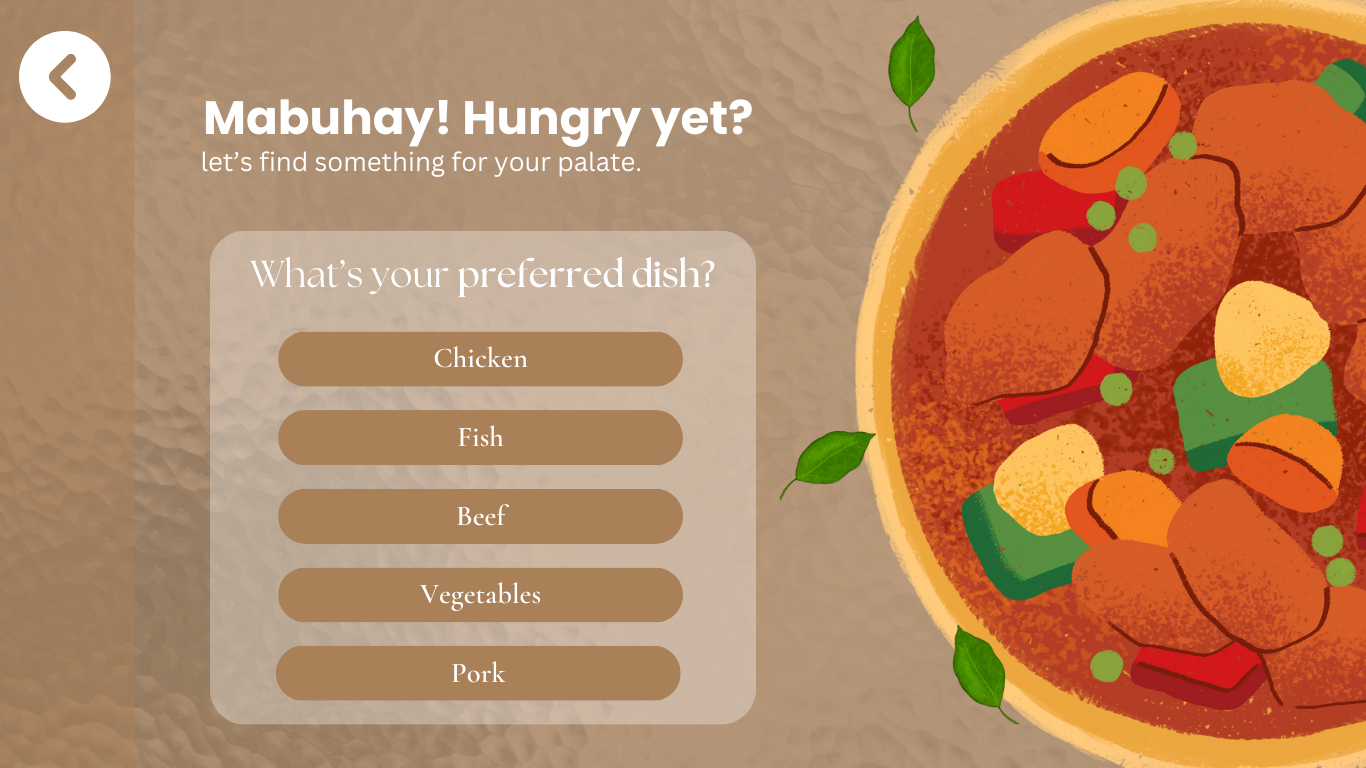 Mabuhay! Hungry yet?
let’s find something for your palate.
What’s your preferred dish?
Chicken
Fish
Beef
Vegetables
Pork